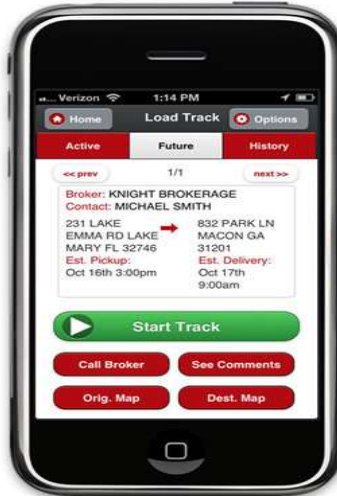 ... Verizon 1:14 PM
Home Load Track Options
Active Future History
<< prev 1/1 next >>
Broker: KNIGHT BROKERAGE
Contact: MICHAEL SMITH
231 LAKE
EMMA RD LAKE
MARY FL 32746
Est. Pickup:
Oct 16th 3:00pm
832 PARK LN
MACON GA
31201
Est. Delivery:
Oct 17th
9:00am
Start Track
Call Broker See Comments
Orig. Map Dest. Map